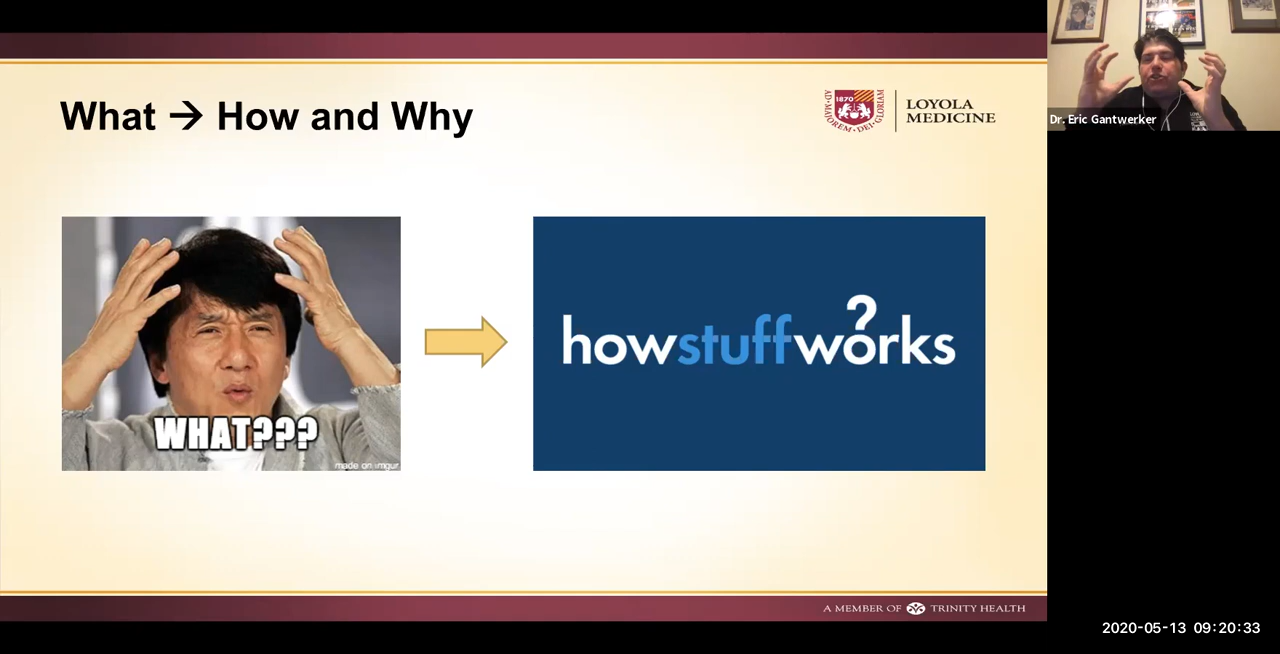 What → How and Why
1870
AD·MAJOREM·DEI·GLORIAM
LOYOLA
MEDICINE
Dr. Eric Gantwerker
WHAT???
made on imgur
howstuffworks
?
A MEMBER OF TRINITY HEALTH
2020-05-13 09:20:33